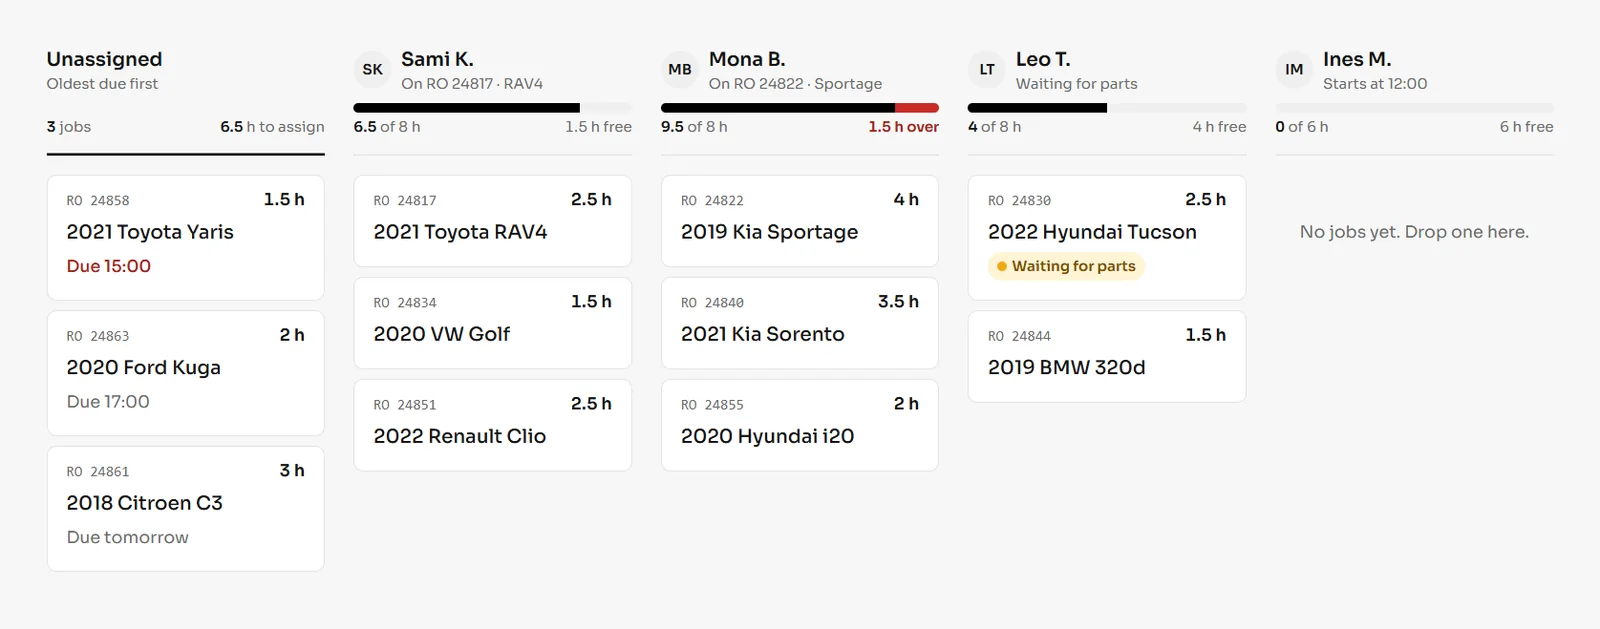 Unassigned
Oldest due first
3 jobs
6.5 h to assign
RO 24858
1.5 h
2021 Toyota Yaris
Due 15:00
RO 24863
2 h
2020 Ford Kuga
Due 17:00
RO 24861
3 h
2018 Citroen C3
Due tomorrow
SK
Sami K.
On RO 24817 · RAV4
6.5 of 8 h
1.5 h free
RO 24817
2.5 h
2021 Toyota RAV4
RO 24834
1.5 h
2020 VW Golf
RO 24851
2.5 h
2022 Renault Clio
MB
Mona B.
On RO 24822 · Sportage
9.5 of 8 h
1.5 h over
RO 24822
4 h
2019 Kia Sportage
RO 24840
3.5 h
2021 Kia Sorento
RO 24855
2 h
2020 Hyundai i20
LT
Leo T.
Waiting for parts
4 of 8 h
4 h free
RO 24830
2.5 h
2022 Hyundai Tucson
Waiting for parts
RO 24844
1.5 h
2019 BMW 320d
IM
Ines M.
Starts at 12:00
0 of 6 h
6 h free
No jobs yet. Drop one here.